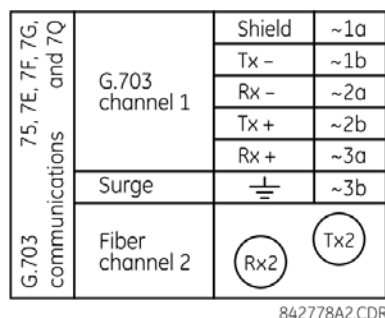 G.703 75, 7E, 7F, 7G,
communications and 7Q
G.703
channel 1
Shield ~1a
Tx – ~1b
Rx – ~2a
Tx + ~2b
Rx + ~3a
Surge ~3b
Fiber
channel 2
Rx2
Tx2
842778A2.CDR